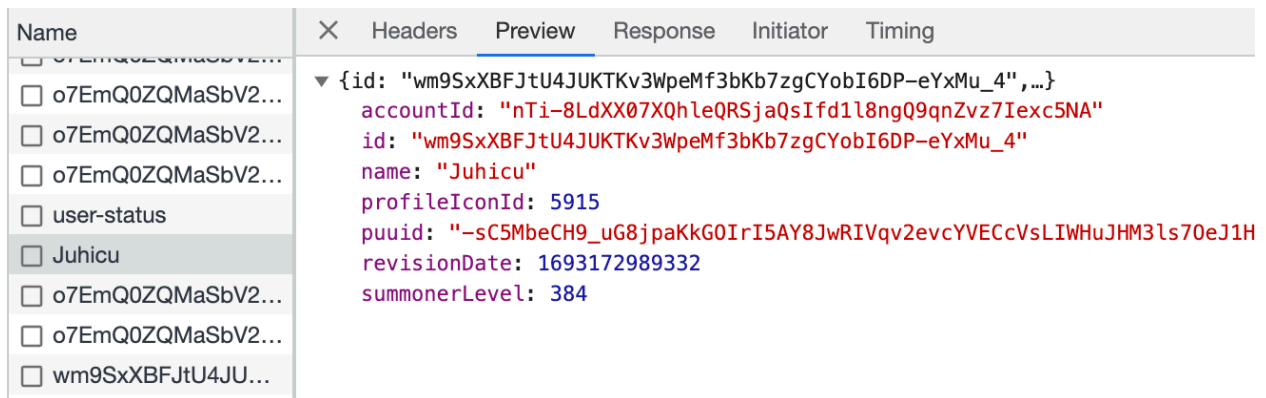 Name
Headers Preview Response Initiator Timing
o7EmQ0ZQMaSbV2...
o7EmQ0ZQMaSbV2...
o7EmQ0ZQMaSbV2...
user-status
Juhicu
o7EmQ0ZQMaSbV2...
o7EmQ0ZQMaSbV2...
wm9SxXBFJtU4JU...
{id: "wm9SxXBFJtU4JUKTKv3WpeMf3bKb7zgCYobI6DP-eYxMu_4",…}
accountId: "nTi-8LdXX07XQhleQRSjaQsIfd1l8ngQ9qnZvz7Iexc5NA"
id: "wm9SxXBFJtU4JUKTKv3WpeMf3bKb7zgCYobI6DP-eYxMu_4"
name: "Juhicu"
profileIconId: 5915
puuid: "-sC5MbeCH9_uG8jpaKkGOIrI5AY8JwRIVqv2evcYVECcVsLIWHuJHM3ls7OeJ1H
revisionDate: 1693172989332
summonerLevel: 384